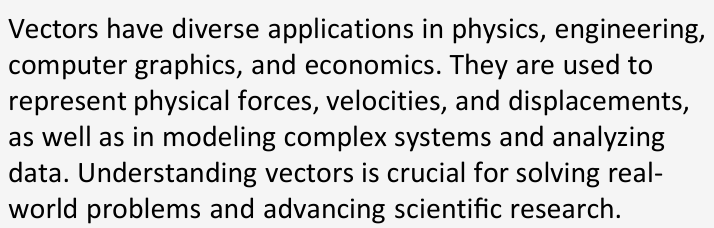 Vectors have diverse applications in physics, engineering,
computer graphics, and economics. They are used to
represent physical forces, velocities, and displacements,
as well as in modeling complex systems and analyzing
data. Understanding vectors is crucial for solving real-
world problems and advancing scientific research.